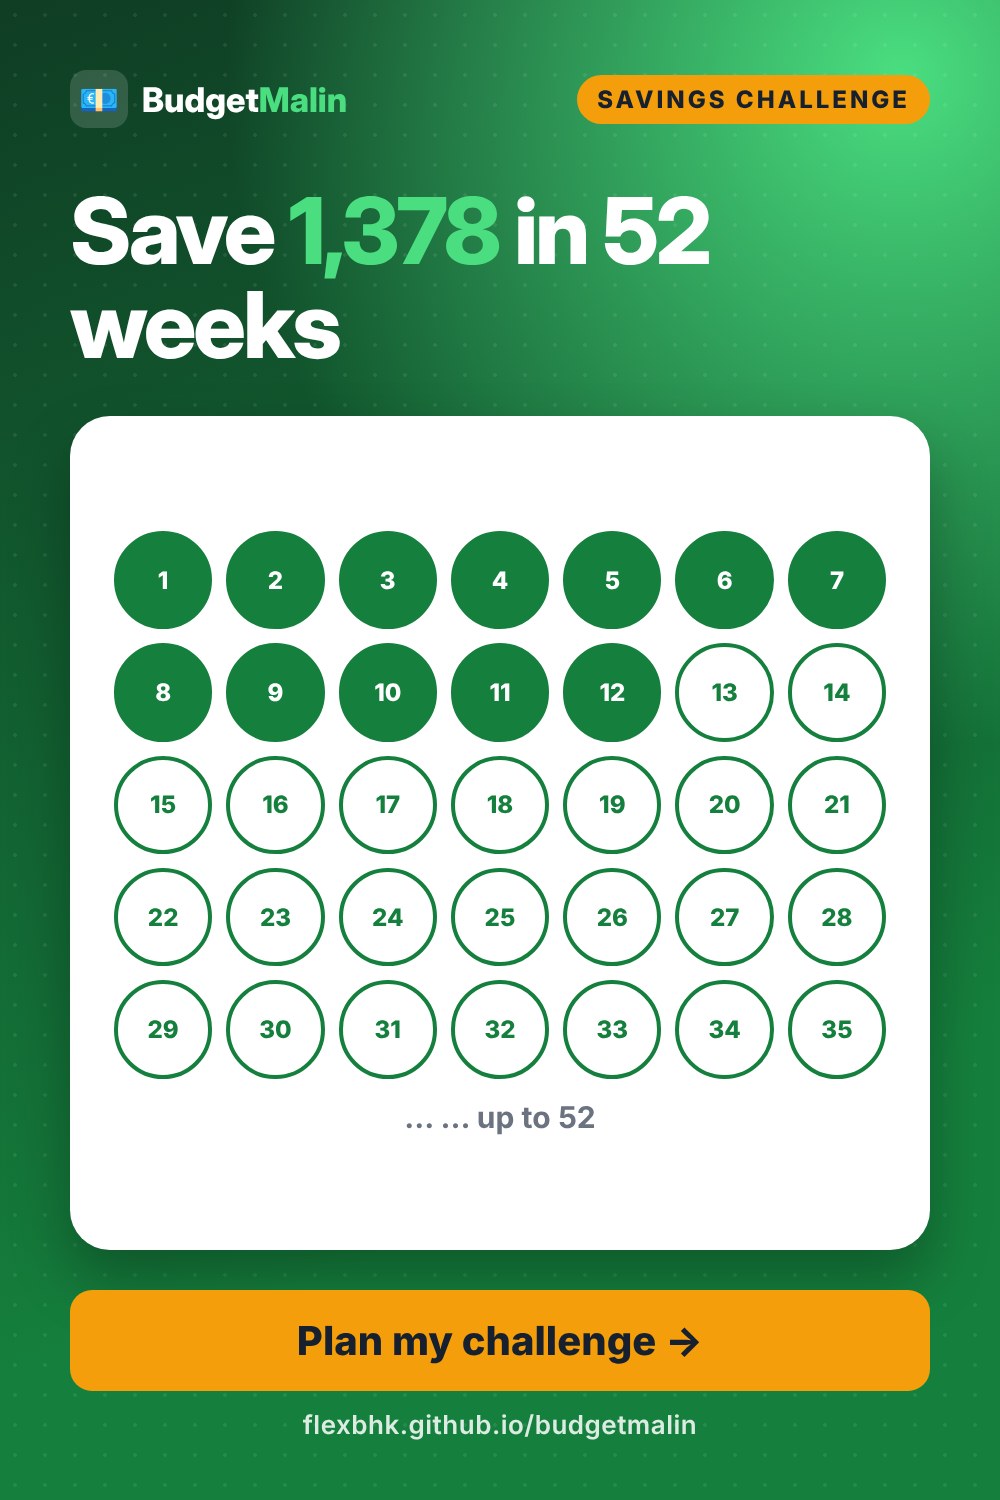 BudgetMalin
SAVINGS CHALLENGE
Save 1,378 in 52
weeks
1 2 3 4 5 6 7
8 9 10 11 12 13 14
15 16 17 18 19 20 21
22 23 24 25 26 27 28
29 30 31 32 33 34 35
... ... up to 52
Plan my challenge →
flexbhk.github.io/budgetmalin